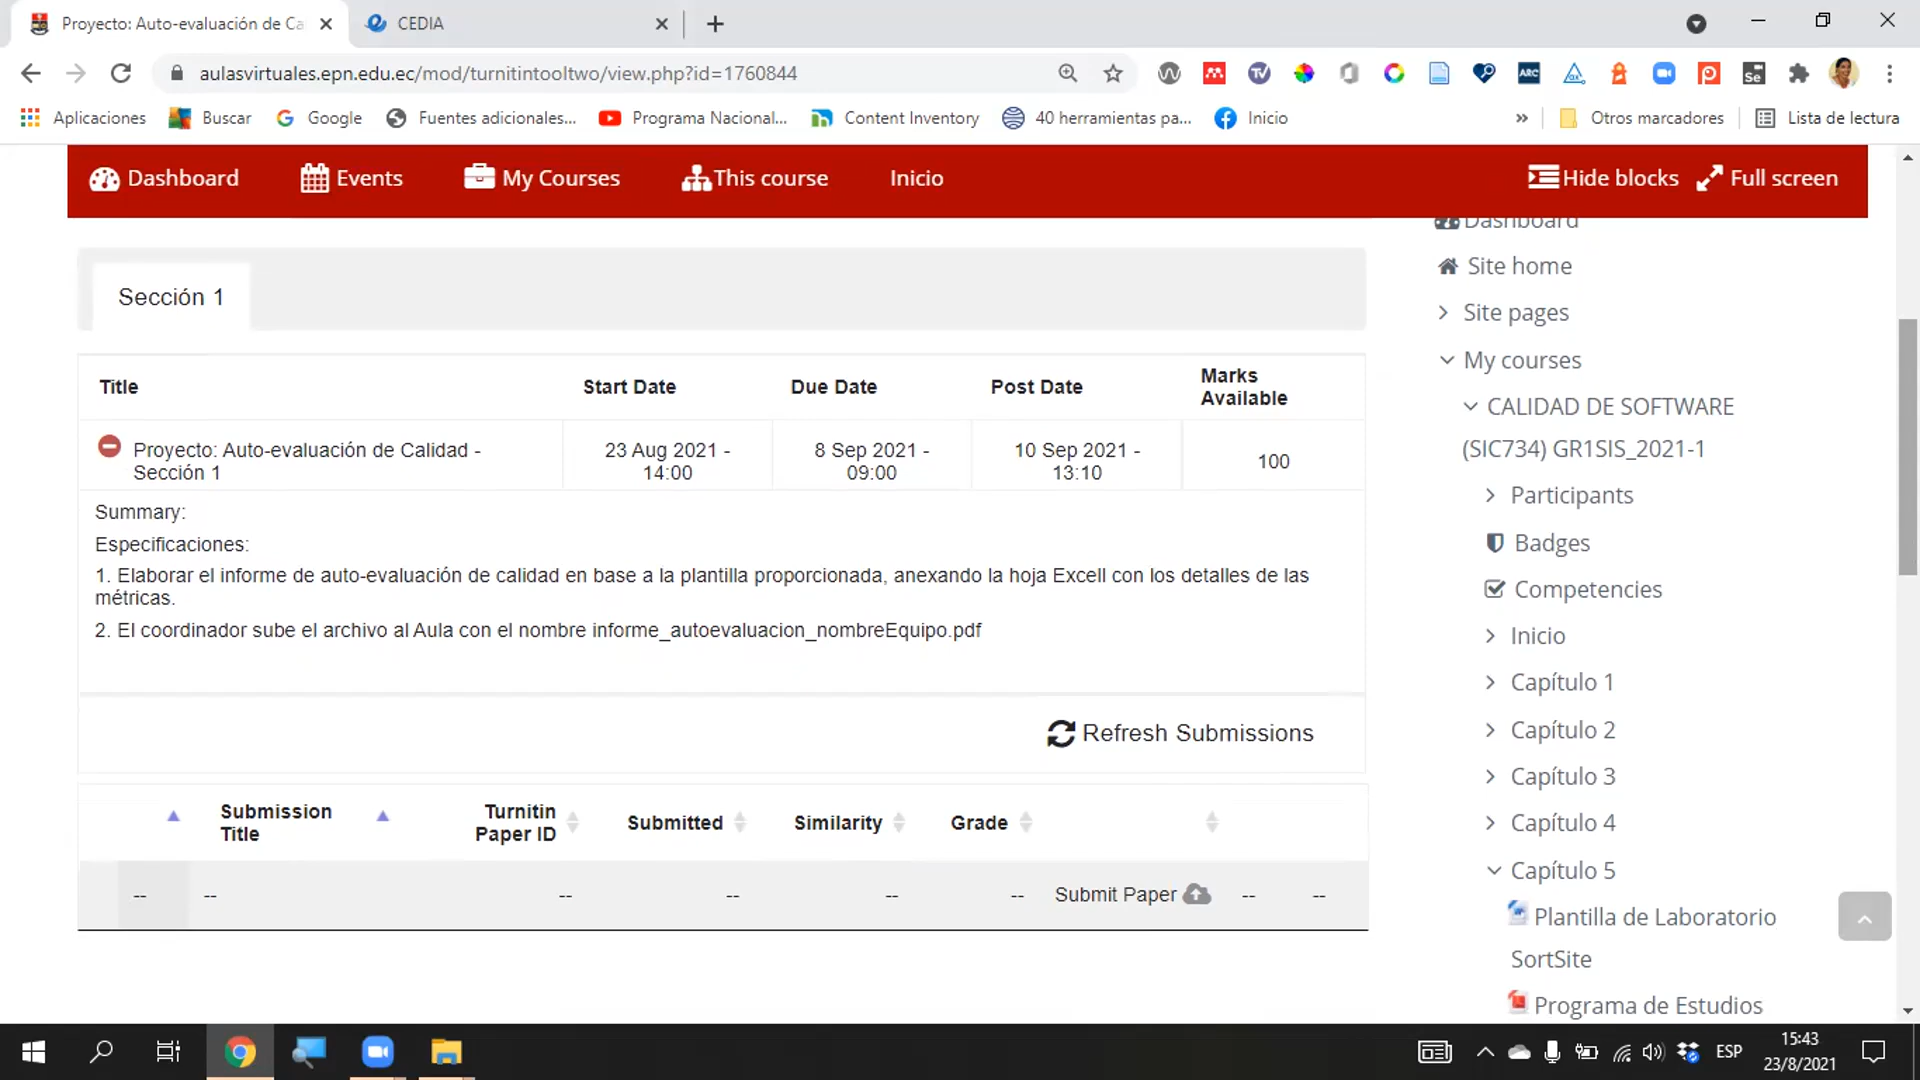 Proyecto: Auto-evaluación de Ca
CEDIA
aulasvirtuales.epn.edu.ec/mod/turnitintooltwo/view.php?id=1760844
Aplicaciones
Buscar
Google
Fuentes adicionales...
Programa Nacional...
Content Inventory
40 herramientas pa...
Inicio
»
Otros marcadores
Lista de lectura
Dashboard
Events
My Courses
This course
Inicio
Hide blocks
Full screen
Sección 1
Title
Start Date
Due Date
Post Date
Marks
Available
Proyecto: Auto-evaluación de Calidad -
Sección 1
23 Aug 2021 -
14:00
8 Sep 2021 -
09:00
10 Sep 2021 -
13:10
100
Summary:
Especificaciones:
1. Elaborar el informe de auto-evaluación de calidad en base a la plantilla proporcionada, anexando la hoja Excell con los detalles de las
métricas.
2. El coordinador sube el archivo al Aula con el nombre informe_autoevaluacion_nombreEquipo.pdf
Refresh Submissions
Submission
Title
Turnitin
Paper ID
Submitted
Similarity
Grade
-- -- -- -- -- -- Submit Paper -- --
Dashboard
Site home
Site pages
My courses
CALIDAD DE SOFTWARE
(SIC734) GR1SIS_2021-1
Participants
Badges
Competencies
Inicio
Capítulo 1
Capítulo 2
Capítulo 3
Capítulo 4
Capítulo 5
Plantilla de Laboratorio
SortSite
Programa de Estudios
ARC
Se
ESP
15:43
23/8/2021